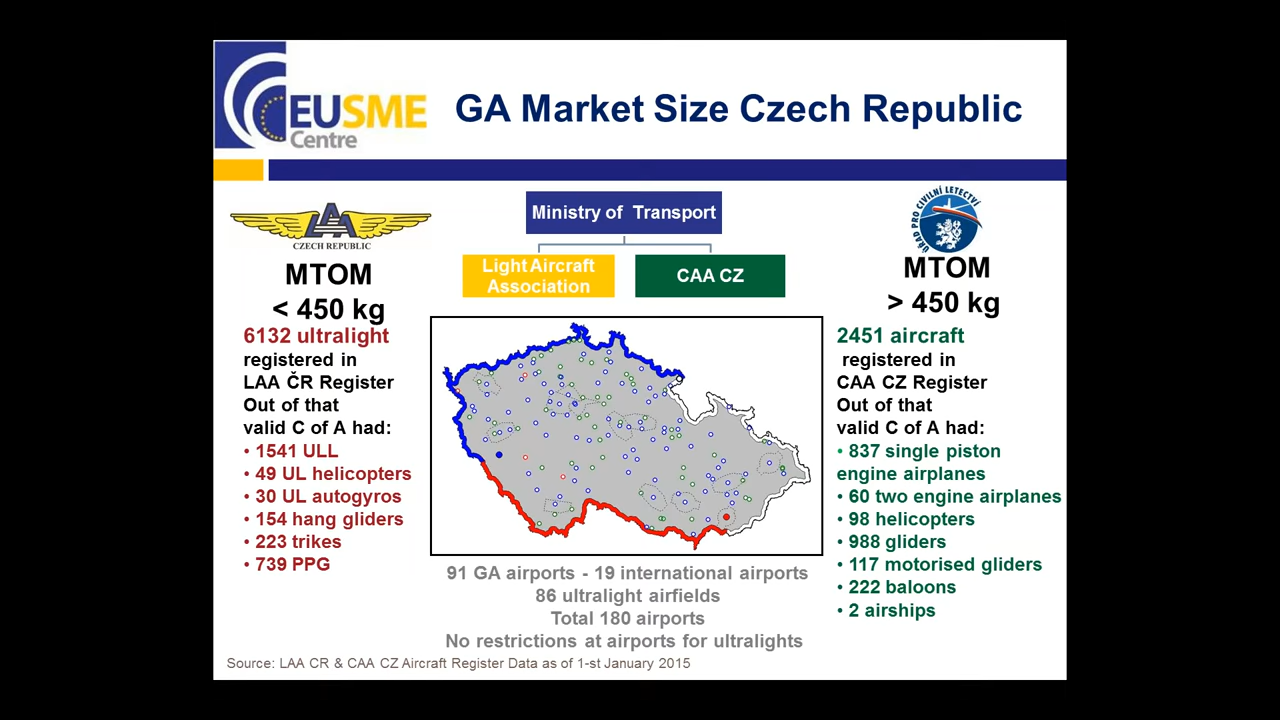 EUSME
Centre
GA Market Size Czech Republic
LAA
CZECH REPUBLIC
MTOM
< 450 kg
6132 ultralight
registered in
LAA ČR Register
Out of that
valid C of A had:
• 1541 ULL
• 49 UL helicopters
• 30 UL autogyros
• 154 hang gliders
• 223 trikes
• 739 PPG
Ministry of Transport
Light Aircraft
Association
CAA CZ
91 GA airports - 19 international airports
86 ultralight airfields
Total 180 airports
No restrictions at airports for ultralights
ÚŘAD PRO CIVILNÍ LETECTVÍ
MTOM
> 450 kg
2451 aircraft
registered in
CAA CZ Register
Out of that
valid C of A had:
• 837 single piston
engine airplanes
• 60 two engine airplanes
• 98 helicopters
• 988 gliders
• 117 motorised gliders
• 222 baloons
• 2 airships
Source: LAA CR & CAA CZ Aircraft Register Data as of 1-st January 2015